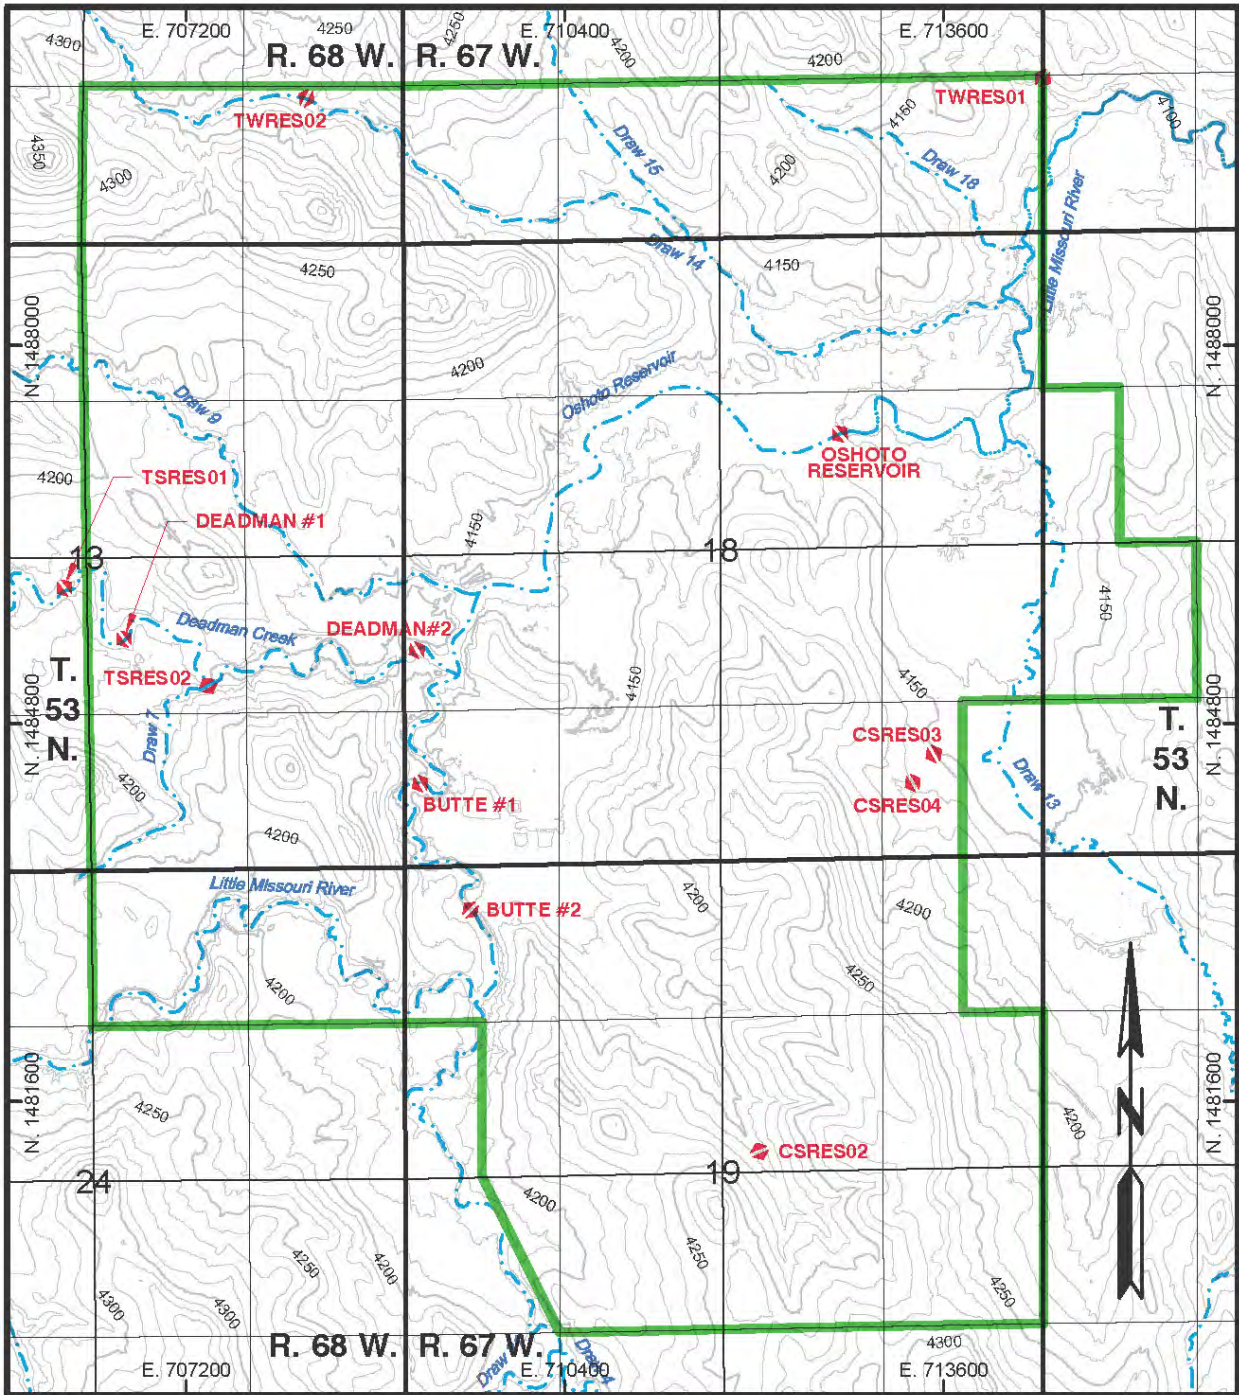 E. 707200
4250
4250
E. 710400
4200
E. 713600
4300
R. 68 W.
R. 67 W.
4200
TWRES01
TWRES02
4150
4100
4350
4300
Draw 15
4200
Draw 18
Little Missouri River
Draw 14
4250
4150
N. 1488000
N. 1488000
4200
Oshoto Reservoir
Draw 9
OSHOTO
RESERVOIR
4200
TSRES01
DEADMAN #1
4150
13
18
4150
Deadman Creek
DEADMAN#2
TSRES02
T.
53
N.
4150
4150
N. 1484800
Draw 7
T.
53
N.
N. 1484800
CSRES03
CSRES04
Draw 13
4200
BUTTE #1
4200
Little Missouri River
4200
4200
BUTTE #2
4250
4200
N. 1481600
N. 1481600
4250
4200
N
CSRES02
24
19
4200
4250
4200
4250
4300
4300
4250
R. 68 W.
R. 67 W.
4300
E. 707200
Draw
E. 710400
Draw 4
E. 713600